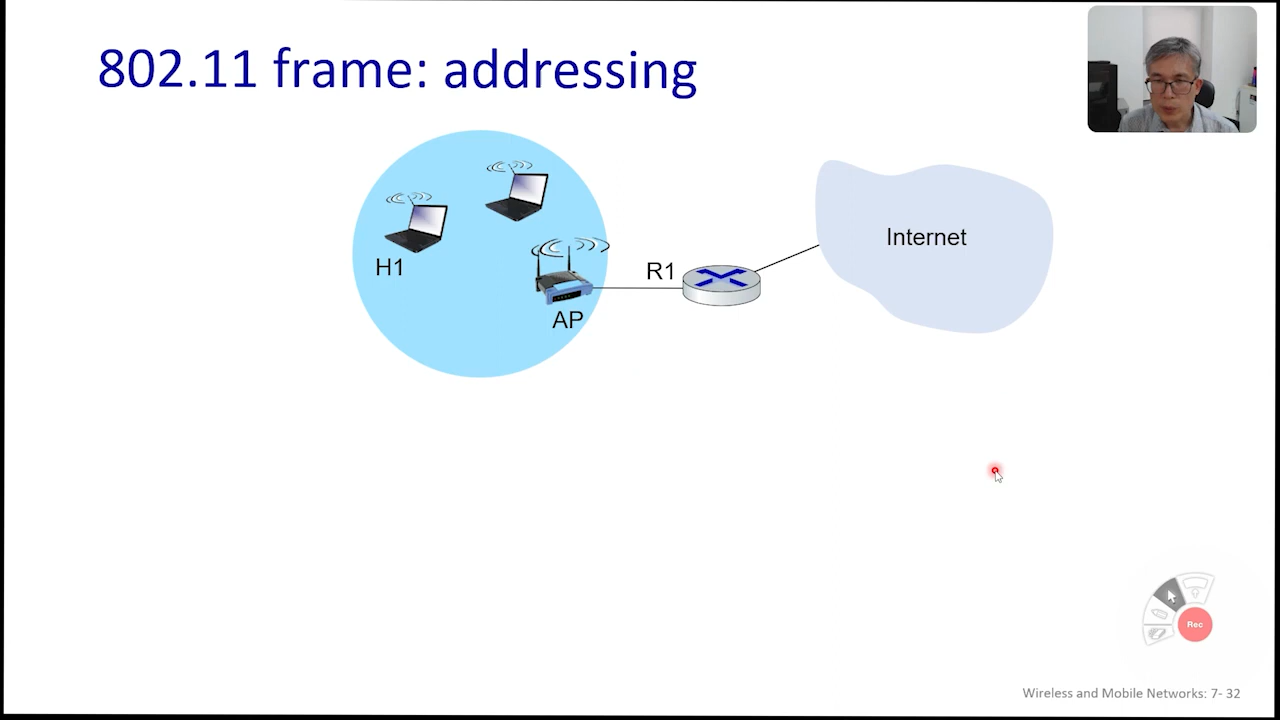 802.11 frame: addressing
Internet
H1
R1
AP
Rec
Wireless and Mobile Networks: 7- 32